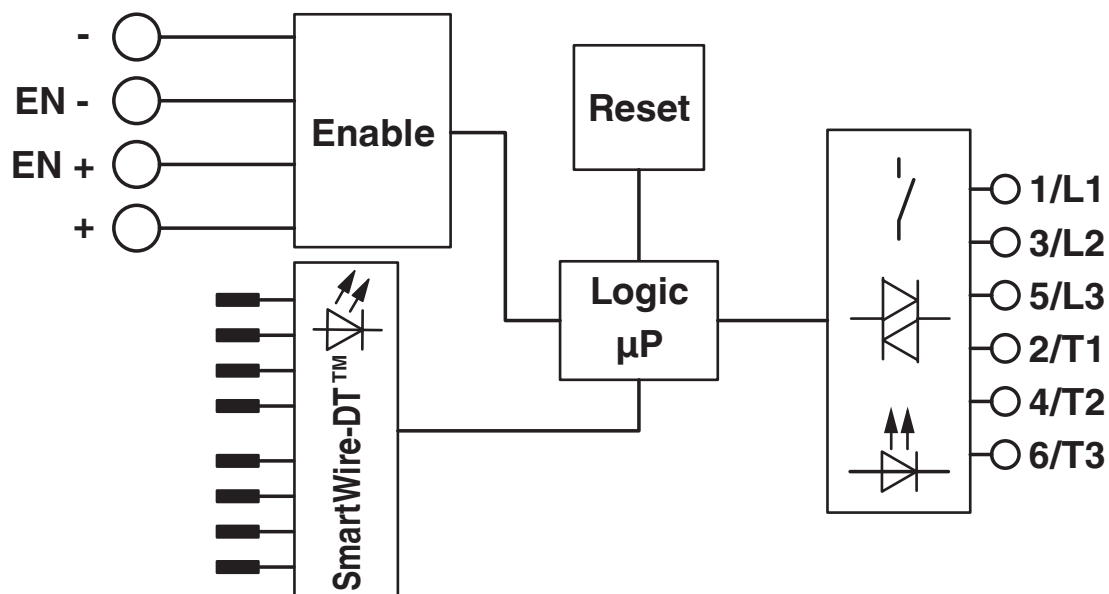 -
EN -
EN +
+
Enable
Reset
Logic
µP
SmartWire-DT™
1/L1
3/L2
5/L3
2/T1
4/T2
6/T3